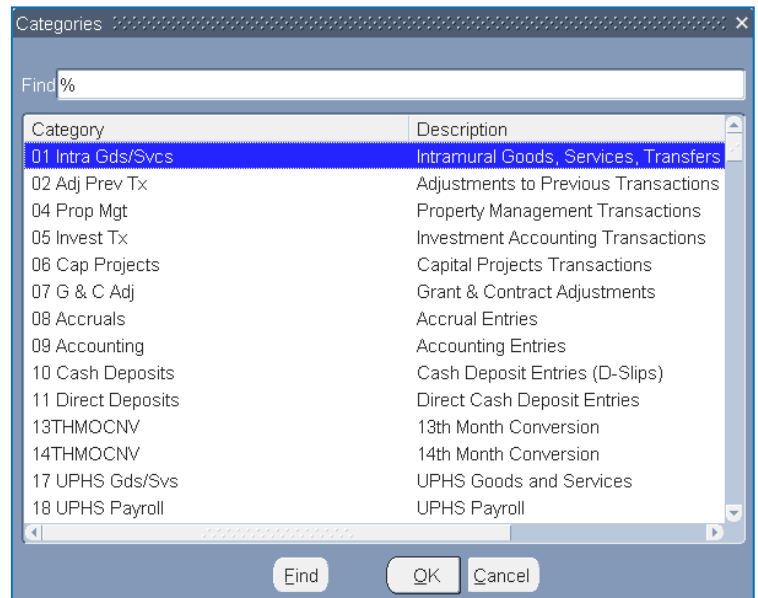 Categories
Find %
Category Description
01 Intra Gds/Svcs Intramural Goods, Services, Transfers
02 Adj Prev Tx Adjustments to Previous Transactions
04 Prop Mgt Property Management Transactions
05 Invest Tx Investment Accounting Transactions
06 Cap Projects Capital Projects Transactions
07 G & C Adj Grant & Contract Adjustments
08 Accruals Accrual Entries
09 Accounting Accounting Entries
10 Cash Deposits Cash Deposit Entries (D-Slips)
11 Direct Deposits Direct Cash Deposit Entries
13THMOCNV 13th Month Conversion
14THMOCNV 14th Month Conversion
17 UPHS Gds/Svs UPHS Goods and Services
18 UPHS Payroll UPHS Payroll
Find OK Cancel